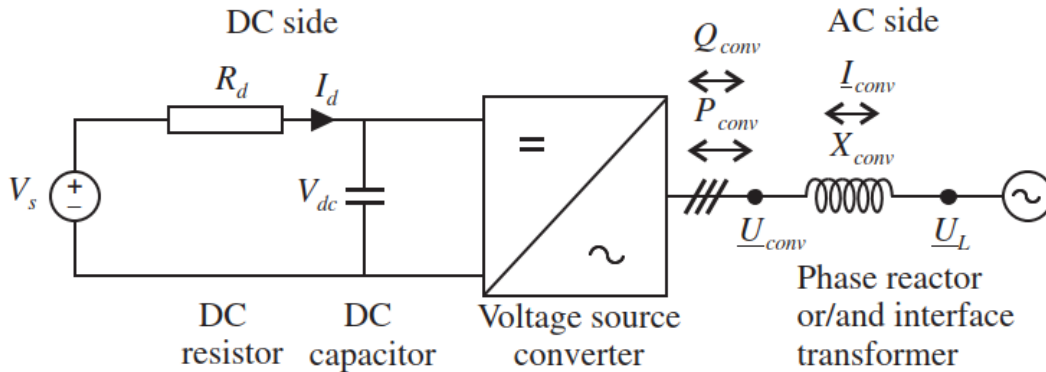 DC side
AC side
Q_conv
R_d
I_d
I_conv
P_conv
X_conv
V_s
+
−
V_dc
=
~
~
U_conv
U_L
DC
resistor
DC
capacitor
Voltage source
converter
Phase reactor
or/and interface
transformer